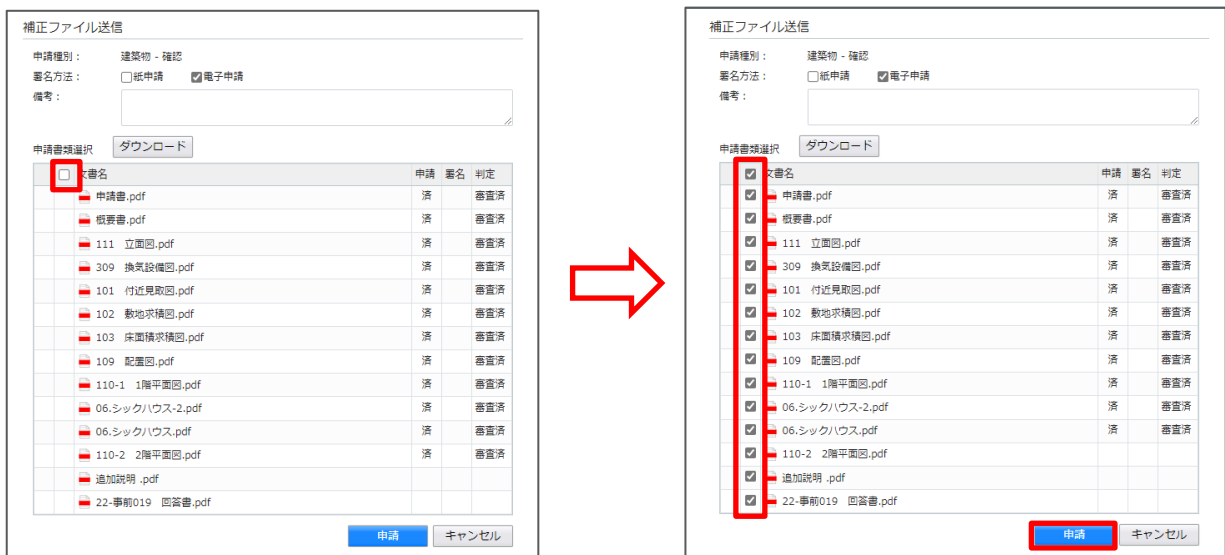 補正ファイル送信
申請種別： 建築物 - 確認
署名方法： 紙申請 電子申請
備考：
申請書類選択 ダウンロード
文書名 申請 署名 判定
申請書.pdf 済 審査済
概要書.pdf 済 審査済
111 立面図.pdf 済 審査済
309 換気設備図.pdf 済 審査済
101 付近見取図.pdf 済 審査済
102 敷地求積図.pdf 済 審査済
103 床面積求積図.pdf 済 審査済
109 配置図.pdf 済 審査済
110-1 1階平面図.pdf 済 審査済
06.シックハウス-2.pdf 済 審査済
06.シックハウス.pdf 済 審査済
110-2 2階平面図.pdf 済 審査済
追加説明 .pdf
22-事前019 回答書.pdf
申請 キャンセル
補正ファイル送信
申請種別： 建築物 - 確認
署名方法： 紙申請 電子申請
備考：
申請書類選択 ダウンロード
文書名 申請 署名 判定
申請書.pdf 済 審査済
概要書.pdf 済 審査済
111 立面図.pdf 済 審査済
309 換気設備図.pdf 済 審査済
101 付近見取図.pdf 済 審査済
102 敷地求積図.pdf 済 審査済
103 床面積求積図.pdf 済 審査済
109 配置図.pdf 済 審査済
110-1 1階平面図.pdf 済 審査済
06.シックハウス-2.pdf 済 審査済
06.シックハウス.pdf 済 審査済
110-2 2階平面図.pdf
追加説明 .pdf
22-事前019 回答書.pdf
申請 キャンセル